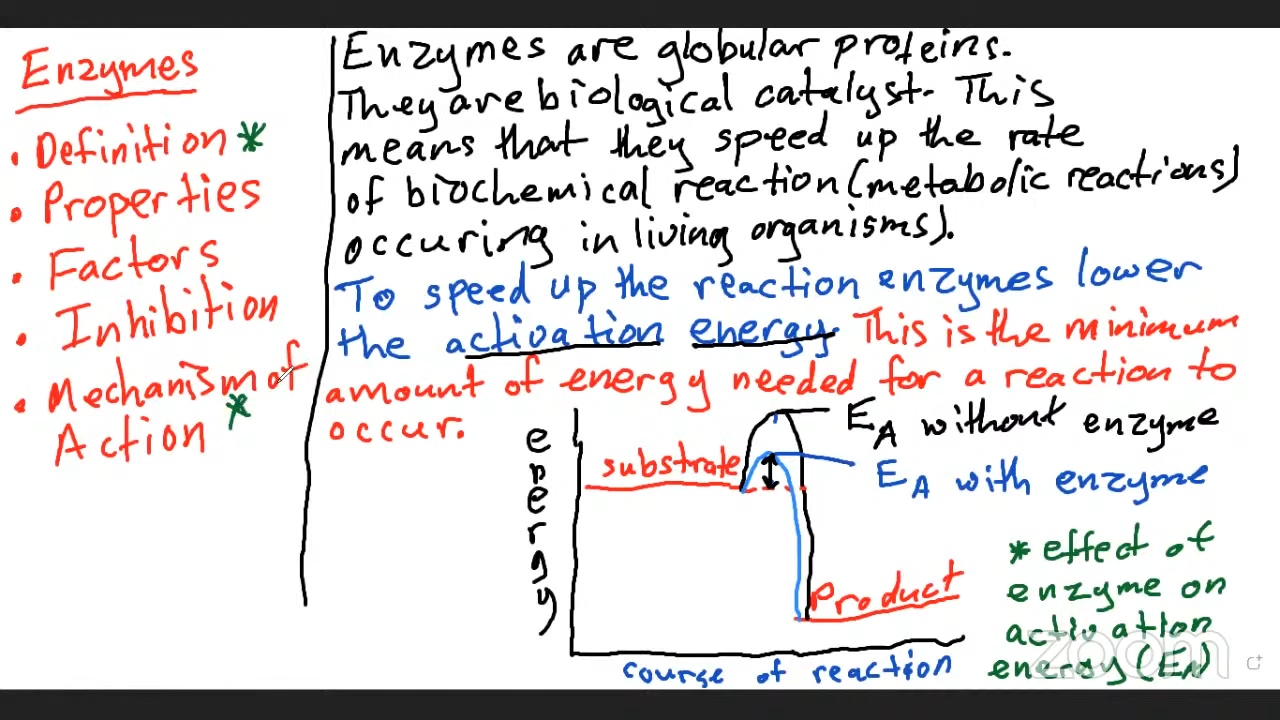 Enzymes
• Definition *
• Properties
• Factors
• Inhibition
• Mechanism of
Action *
Enzymes are globular proteins.
They are biological catalyst. This
means that they speed up the rate
of biochemical reaction (metabolic reactions)
occuring in living organisms).
To speed up the reaction enzymes lower
the activation energy This is the minimum
amount of energy needed for a reaction to
occur.
energy
substrate
EA without enzyme
EA with enzyme
Product
course of reaction
* effect of
enzyme on
activation
energy (EA)
zoom